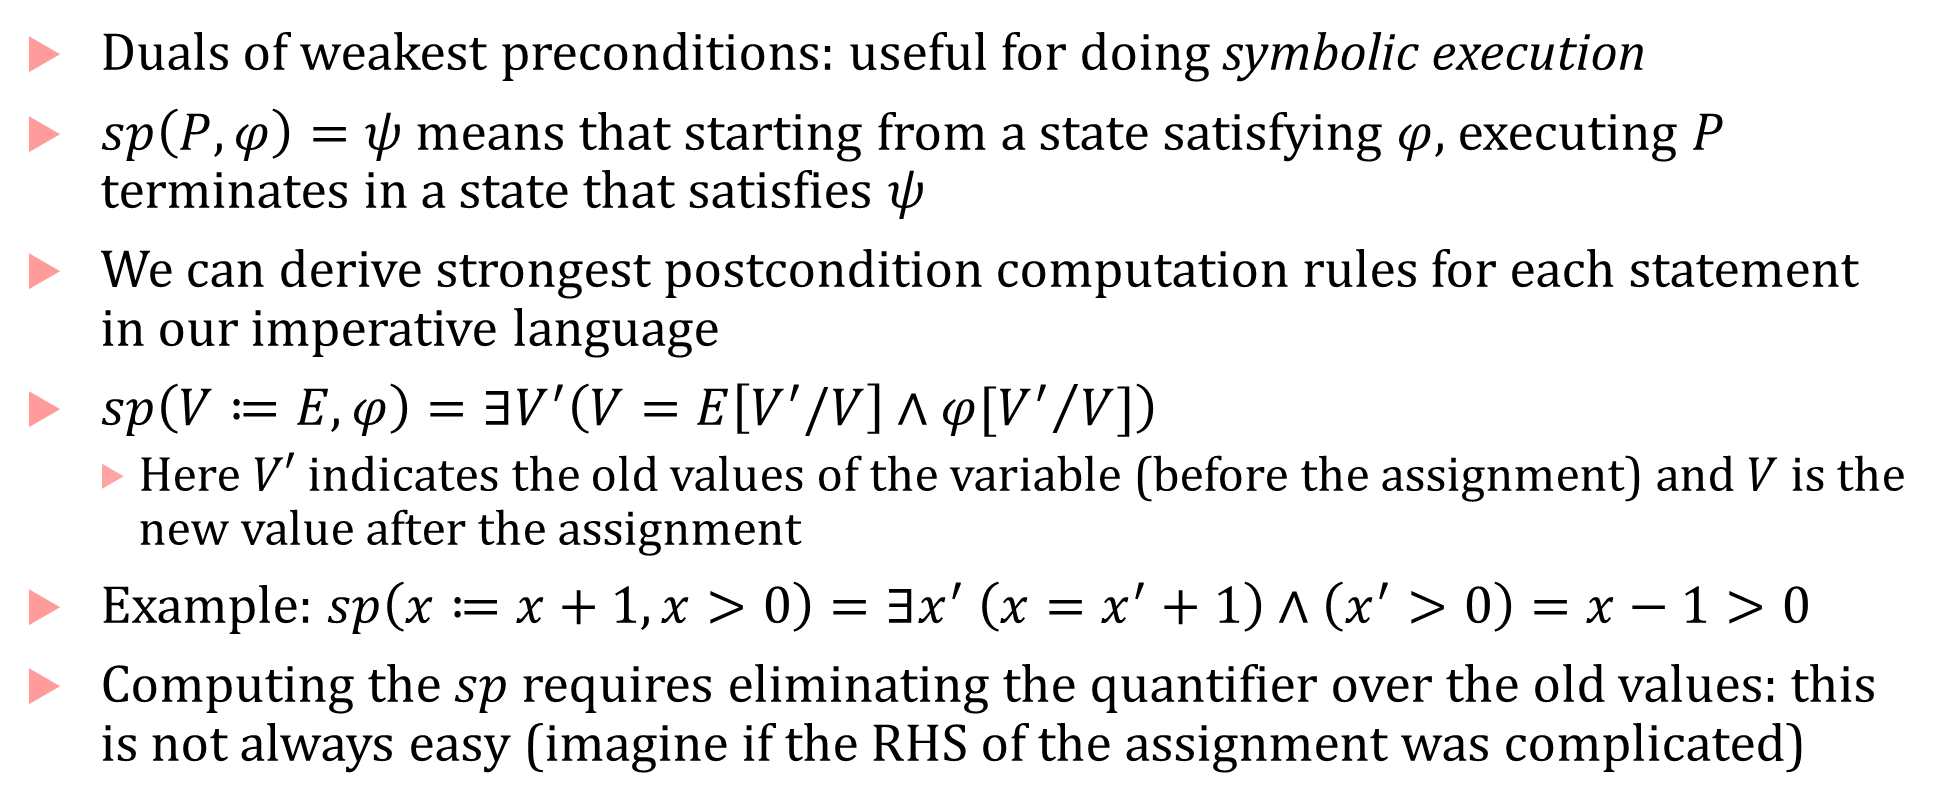 Duals of weakest preconditions: useful for doing symbolic execution
sp(P, φ) = ψ means that starting from a state satisfying φ, executing P
terminates in a state that satisfies ψ
We can derive strongest postcondition computation rules for each statement
in our imperative language
sp(V ≔ E, φ) = ∃V′(V = E[V′/V] ∧ φ[V′/V])
Here V′ indicates the old values of the variable (before the assignment) and V is the
new value after the assignment
Example: sp(x ≔ x + 1, x > 0) = ∃x′ (x = x′ + 1) ∧ (x′ > 0) = x − 1 > 0
Computing the sp requires eliminating the quantifier over the old values: this
is not always easy (imagine if the RHS of the assignment was complicated)